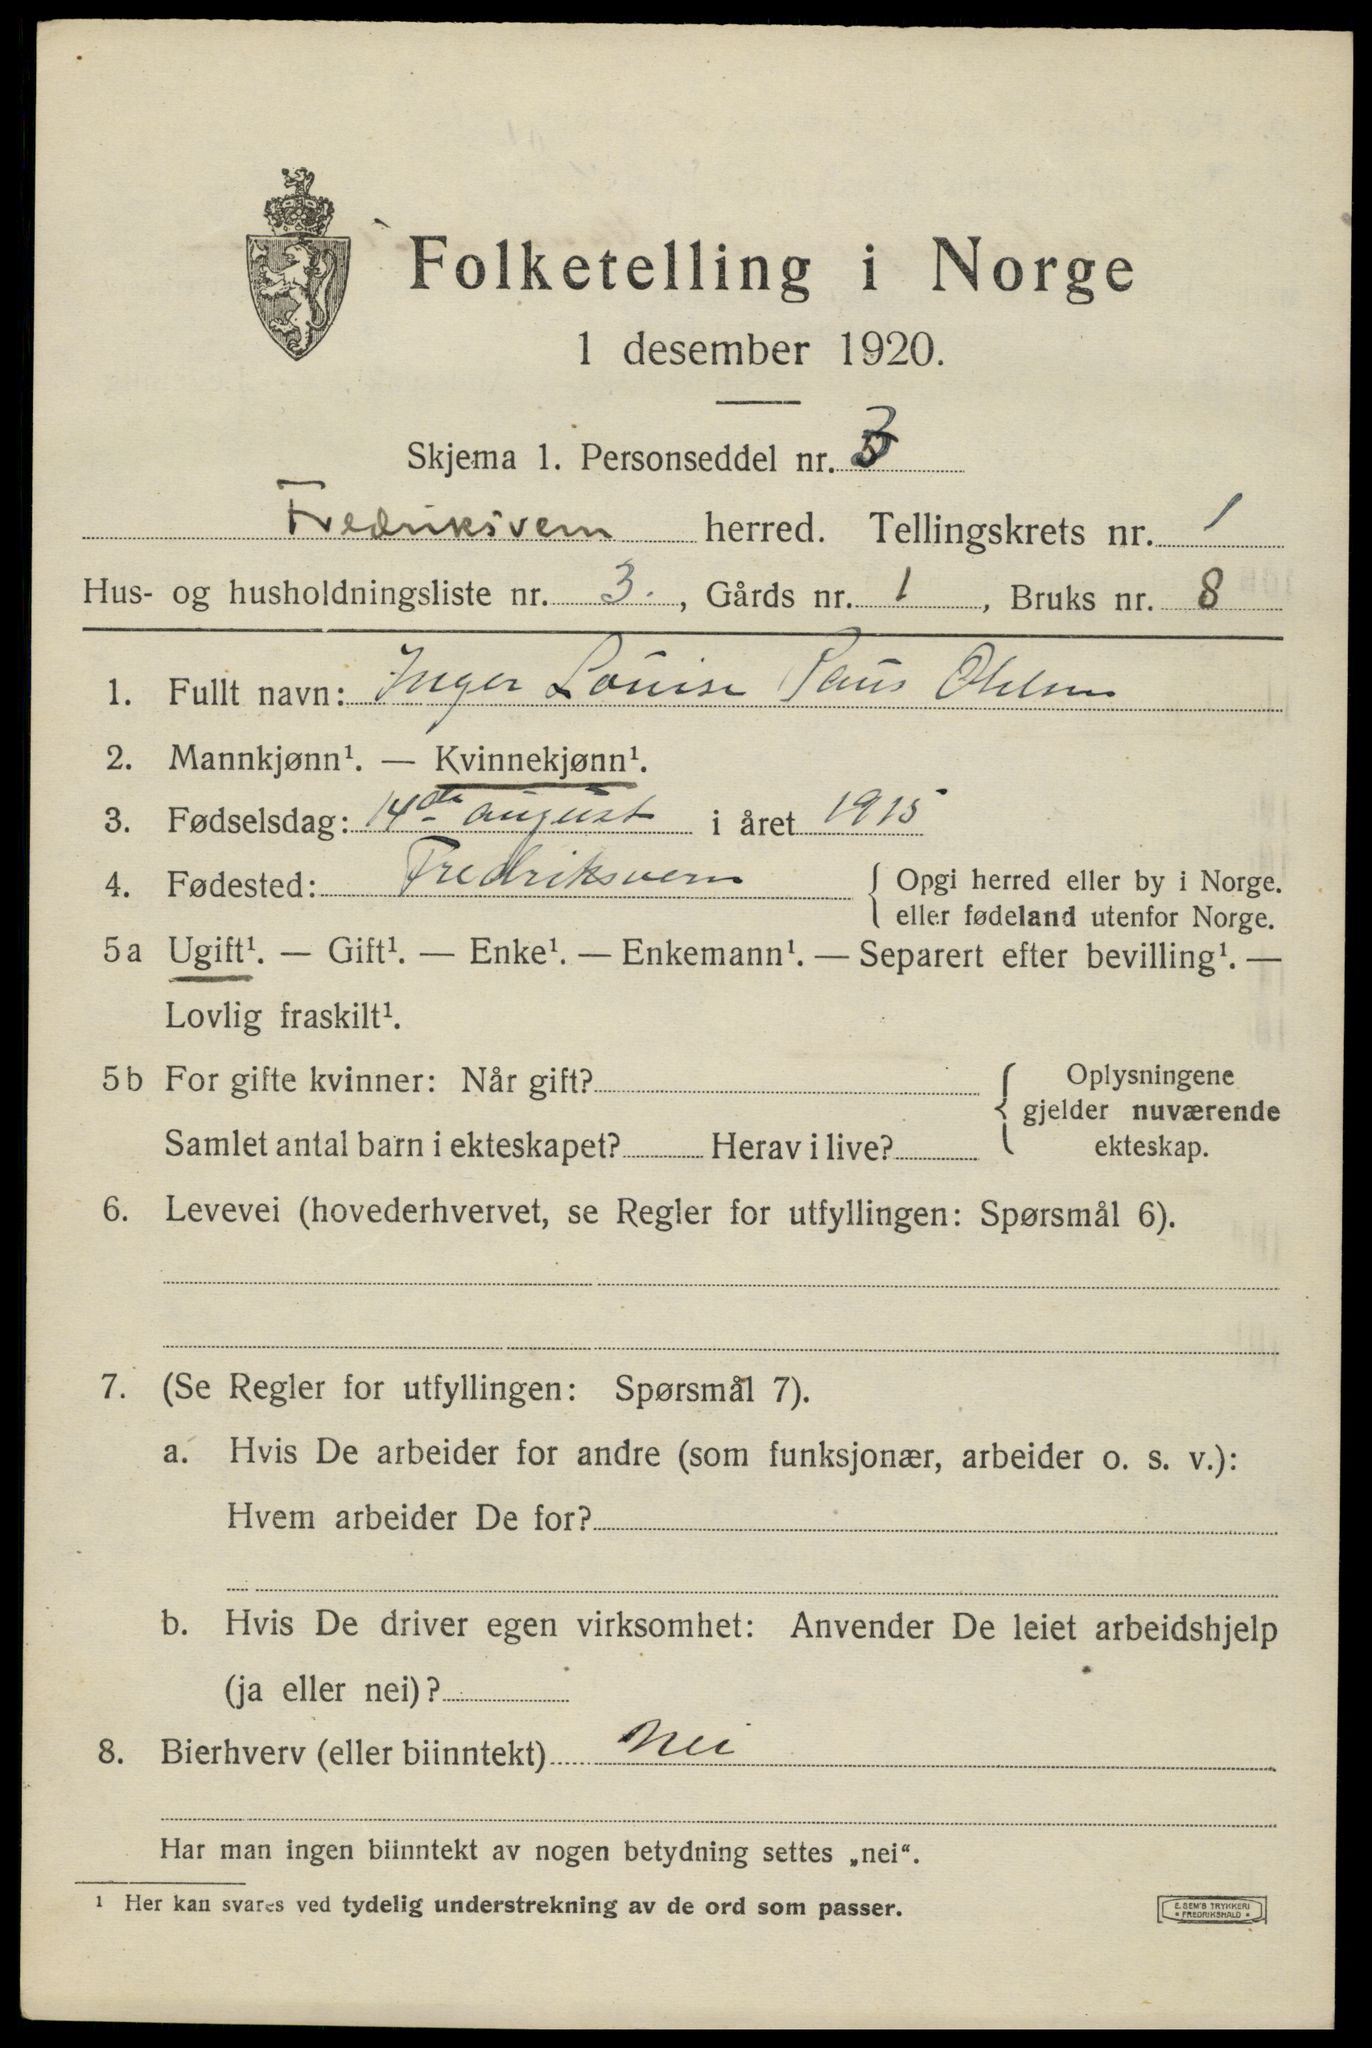 Folketelling i Norge
1 desember 1920.
Skjema 1. Personseddel nr. 3
Fredriksvern herred. Tellingskrets nr. 1
Hus- og husholdningsliste nr. 3. , Gårds nr. 1 , Bruks nr. 8
1. Fullt navn: Inger Louise Paus Ohlsen
2. Mannkjønn¹. — Kvinnekjønn¹.
3. Fødselsdag: 14de august i året 1915
4. Fødested: Fredriksvern { Opgi herred eller by i Norge.
eller fødeland utenfor Norge.
5a Ugift¹. — Gift¹. — Enke¹. — Enkemann¹. — Separert efter bevilling¹. —
Lovlig fraskilt¹.
5b For gifte kvinner: Når gift? { Oplysningene
gjelder nuværende
Samlet antal barn i ekteskapet? Herav i live? ekteskap.
6. Levevei (hovederhvervet, se Regler for utfyllingen: Spørsmål 6).
7. (Se Regler for utfyllingen: Spørsmål 7).
a. Hvis De arbeider for andre (som funksjonær, arbeider o. s. v.):
Hvem arbeider De for?
b. Hvis De driver egen virksomhet: Anvender De leiet arbeidshjelp
(ja eller nei)?
8. Bierhverv (eller biinntekt) Nei
Har man ingen biinntekt av nogen betydning settes „nei“.
¹ Her kan svares ved tydelig understrekning av de ord som passer.
E. SEM'S TRYKKERI
• FREDRIKSHALD •